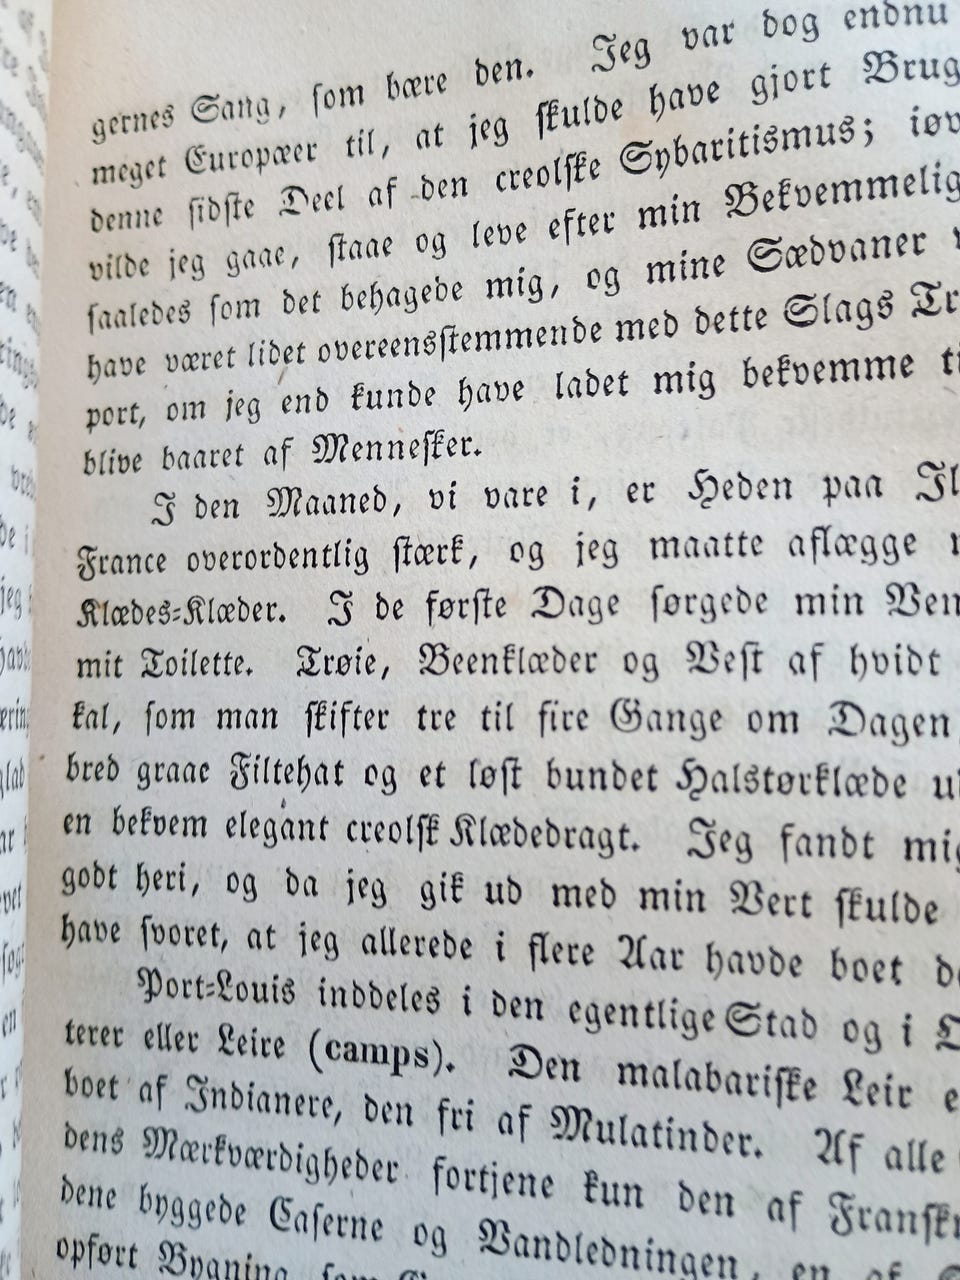 gernes Sang, som bære den. Jeg var dog endnu
meget Europæer til, at jeg skulde have gjort
denne sidste Deel af den creolske Sybaritismus;
vilde jeg gaae, staae og leve efter min
saaledes som det behagede mig, og mine Sædvaner
have været lidet overeensstemmende med dette Slags
port, om jeg end kunde have ladet mig bekvemme
blive baaret af Mennesker.
I den Maaned, vi vare i, er Heden paa
France overordentlig stærk, og jeg maatte aflægge
Klædes-Klæder. I de første Dage sørgede min
mit Toilette. Trøie, Beenklæder og Vest af hvidt
kal, som man skifter tre til fire Gange om Dagen
bred graae Filtehat og et løst bundet Halstørklæde
en bekvem elegant creolsk Klædedragt. Jeg fandt
godt heri, og da jeg gik ud med min Vert skulde
have svoret, at jeg allerede i flere Aar havde boet
Port-Louis inddeles i den egentlige Stad og i
terer eller Leire (camps). Den malabariske Leir
boet af Indianere, den fri af Mulatinder. Af alle
dens Mærkværdigheder fortjene kun den af
dene byggede Caserne og Vandledningen, en af
opført Bygning, som